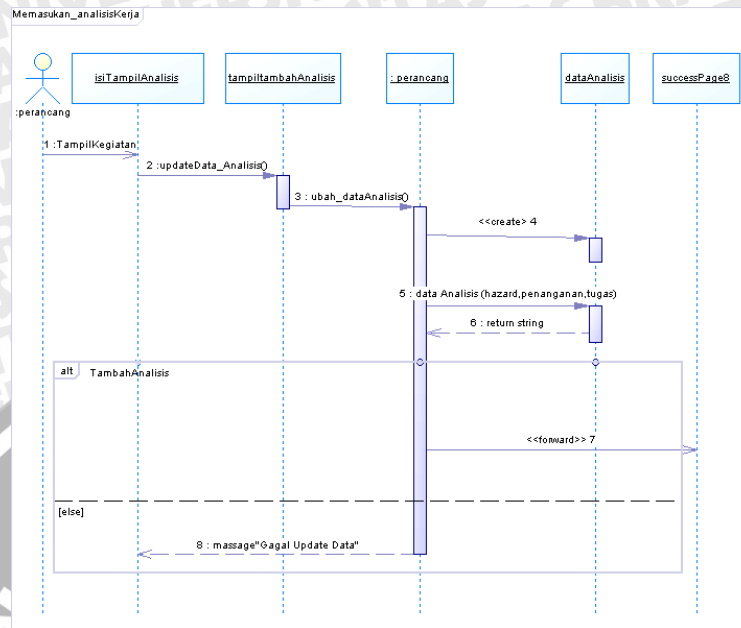 Memasukan_analisisKerja
isiTampilAnalisis
tampiltambahAnalisis
: perancang
dataAnalisis
successPage8
:perancang
1 :TampilKegiatan
2 :updateData_Analisis()
3 : ubah_dataAnalisis()
<<create> 4
5 : data Analisis (hazard,penanganan,tugas)
6 : return string
alt TambahAnalisis
<<forward>> 7
[else]
8 : massage"Gagal Update Data"